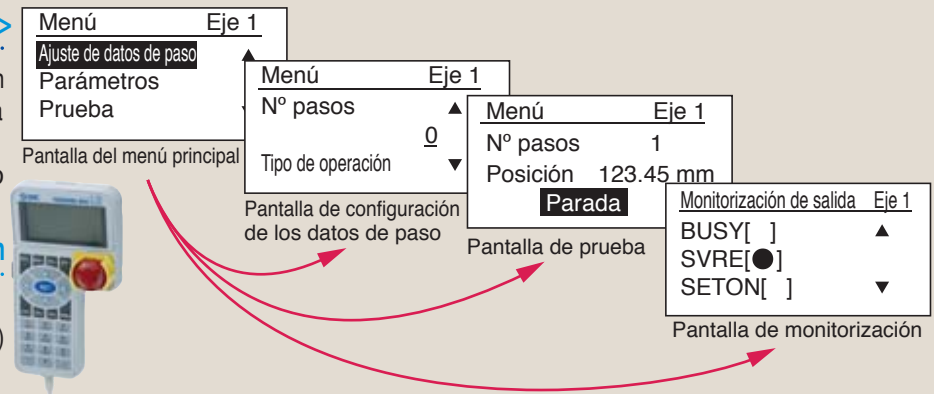 Menú Eje 1
Ajuste de datos de paso ▲
Parámetros
Prueba
Pantalla del menú principal
Menú Eje 1
Nº pasos ▲
0
Tipo de operación ▼
Pantalla de configuración
de los datos de paso
Menú Eje 1
Nº pasos 1
Posición 123.45 mm
Parada
Pantalla de prueba
Monitorización de salida Eje 1
BUSY[ ] ▲
SVRE[●]
SETON[ ] ▼
Pantalla de monitorización